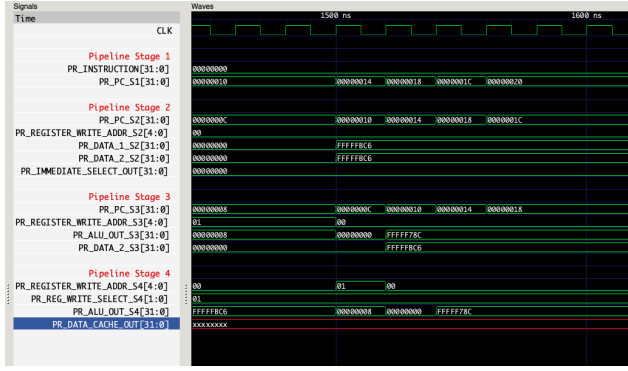 Signals Waves
Time 1500 ns 1600 ns
CLK
Pipeline Stage 1
PR_INSTRUCTION[31:0] 00000000
PR_PC_S1[31:0] 00000010 00000014 00000018 0000001C 00000020
Pipeline Stage 2
PR_PC_S2[31:0] 0000000C 00000010 00000014 00000018 0000001C
PR_REGISTER_WRITE_ADDR_S2[4:0] 00
PR_DATA_1_S2[31:0] 00000000 FFFFFBC6
PR_DATA_2_S2[31:0] 00000000 FFFFFBC6
PR_IMMEDIATE_SELECT_OUT[31:0] 00000000
Pipeline Stage 3
PR_PC_S3[31:0] 00000008 0000000C 00000010 00000014 00000018
PR_REGISTER_WRITE_ADDR_S3[4:0] 01 00
PR_ALU_OUT_S3[31:0] 00000008 00000000 FFFFF78C
PR_DATA_2_S3[31:0] 00000000 FFFFFBC6
Pipeline Stage 4
PR_REGISTER_WRITE_ADDR_S4[4:0] 00 01 00
PR_REG_WRITE_SELECT_S4[1:0] 01
PR_ALU_OUT_S4[31:0] FFFFFBC6 00000008 00000000 FFFFF78C
PR_DATA_CACHE_OUT[31:0] xxxxxxxx